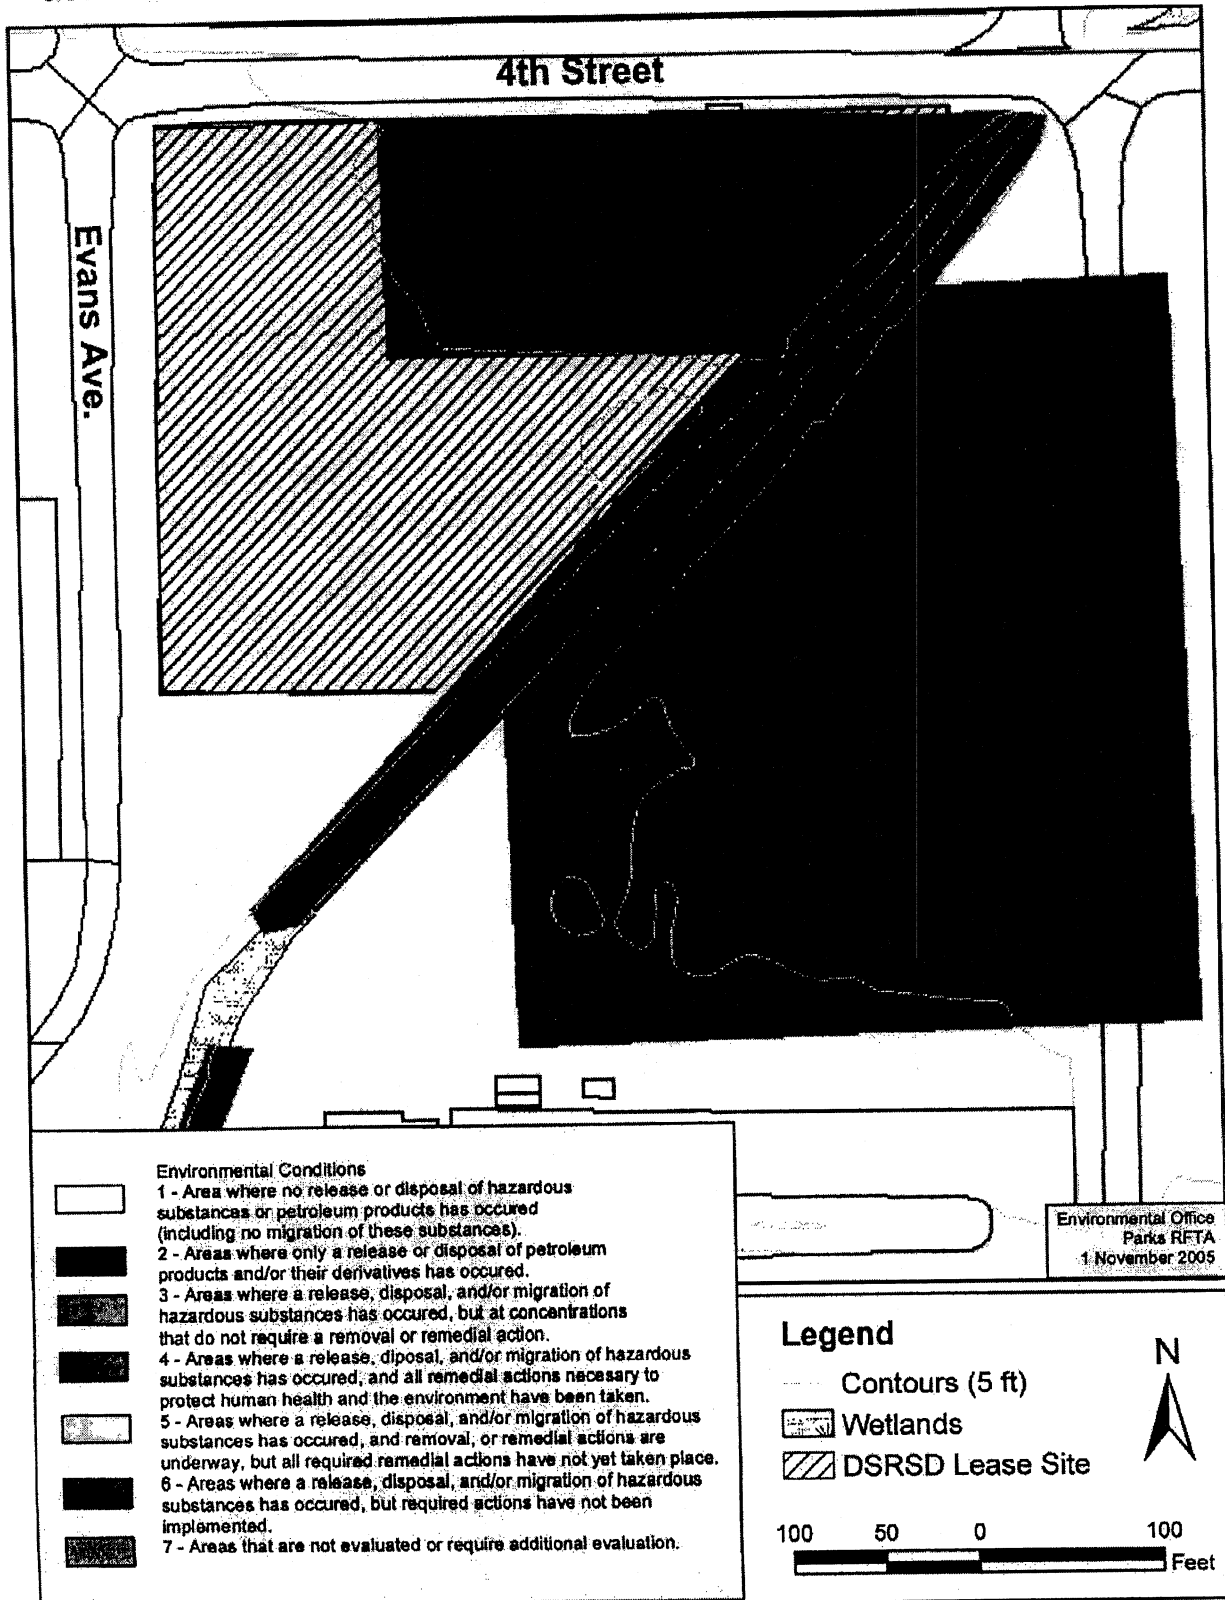 4th Street
Evans Ave.
Environmental Conditions
1 - Area where no release or disposal of hazardous
substances or petroleum products has occured
(including no migration of these substances).
2 - Areas where only a release or disposal of petroleum
products and/or their derivatives has occured.
3 - Areas where a release, disposal, and/or migration of
hazardous substances has occured, but at concentrations
that do not require a removal or remedial action.
4 - Areas where a release, diposal, and/or migration of hazardous
substances has occured, and all remedial actions necesary to
protect human health and the environment have been taken.
5 - Areas where a release, disposal, and/or migration of hazardous
substances has occured, and removal, or remedial actions are
underway, but all required remedial actions have not yet taken place.
6 - Areas where a release, disposal, and/or migration of hazardous
substances has occured, but required actions have not been
implemented.
7 - Areas that are not evaluated or require additional evaluation.
Environmental Office
Parks RFTA
1 November 2005
Legend
Contours (5 ft)
Wetlands
DSRSD Lease Site
N
100 50 0 100
Feet